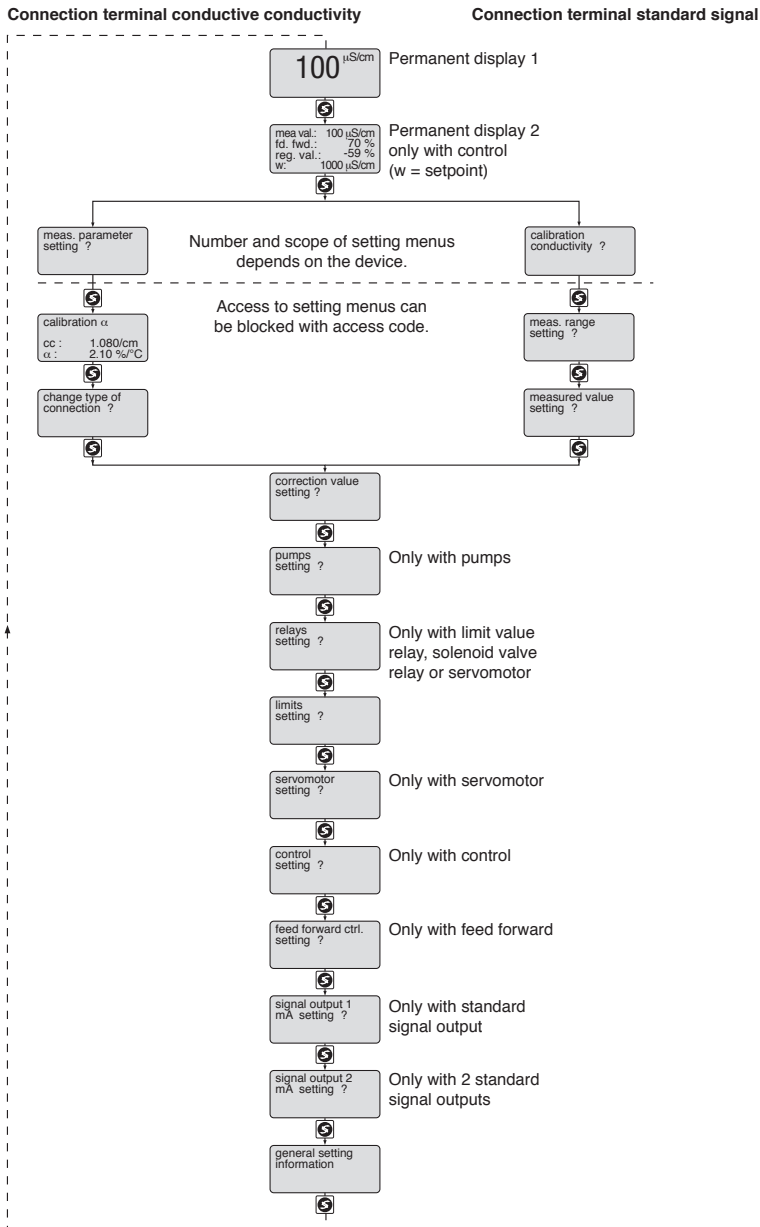 Connection terminal conductive conductivity
Connection terminal standard signal
100 µS/cm
Permanent display 1
mea val.: 100 µS/cm
fd. fwd.: 70 %
reg. val.: -59 %
w: 1000 µS/cm
Permanent display 2
only with control
(w = setpoint)
meas. parameter
setting ?
Number and scope of setting menus
depends on the device.
calibration
conductivity ?
Access to setting menus can
be blocked with access code.
calibration α
cc : 1.080/cm
α : 2.10 %/°C
meas. range
setting ?
change type of
connection ?
measured value
setting ?
correction value
setting ?
pumps
setting ?
Only with pumps
relays
setting ?
Only with limit value
relay, solenoid valve
relay or servomotor
limits
setting ?
servomotor
setting ?
Only with servomotor
control
setting ?
Only with control
feed forward ctrl.
setting ?
Only with feed forward
signal output 1
mA setting ?
Only with standard
signal output
signal output 2
mA setting ?
Only with 2 standard
signal outputs
general setting
information